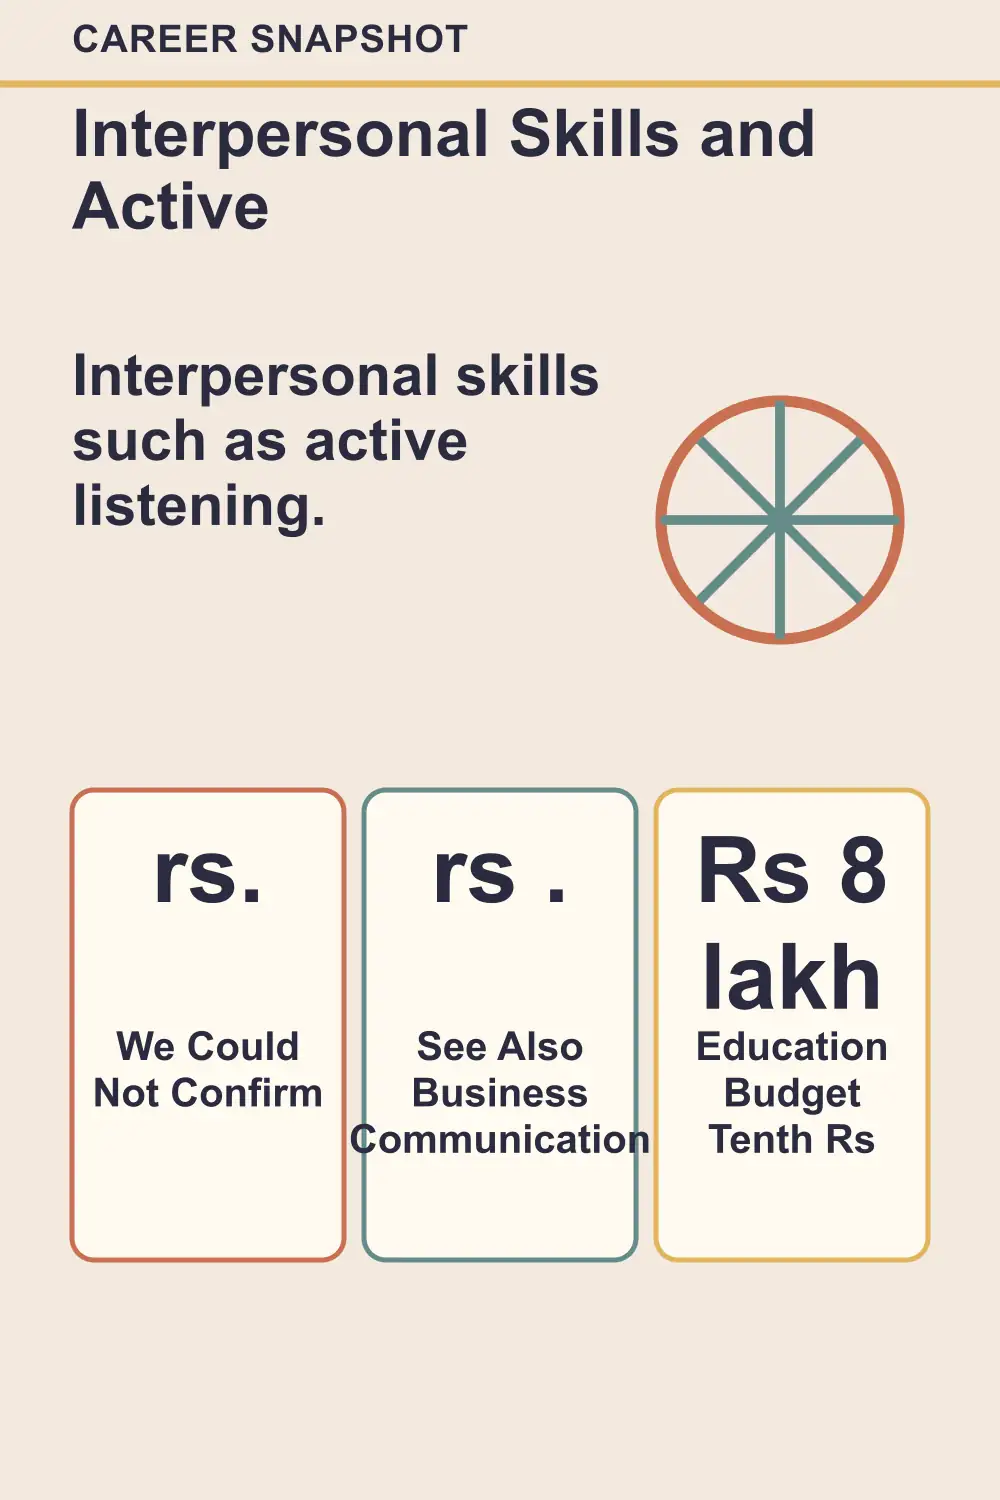 CAREER SNAPSHOT
Interpersonal Skills and
Active
Interpersonal skills
such as active
listening.
rs.
We Could
Not Confirm
rs .
See Also
Business
Communication
Rs 8
lakh
Education
Budget
Tenth Rs